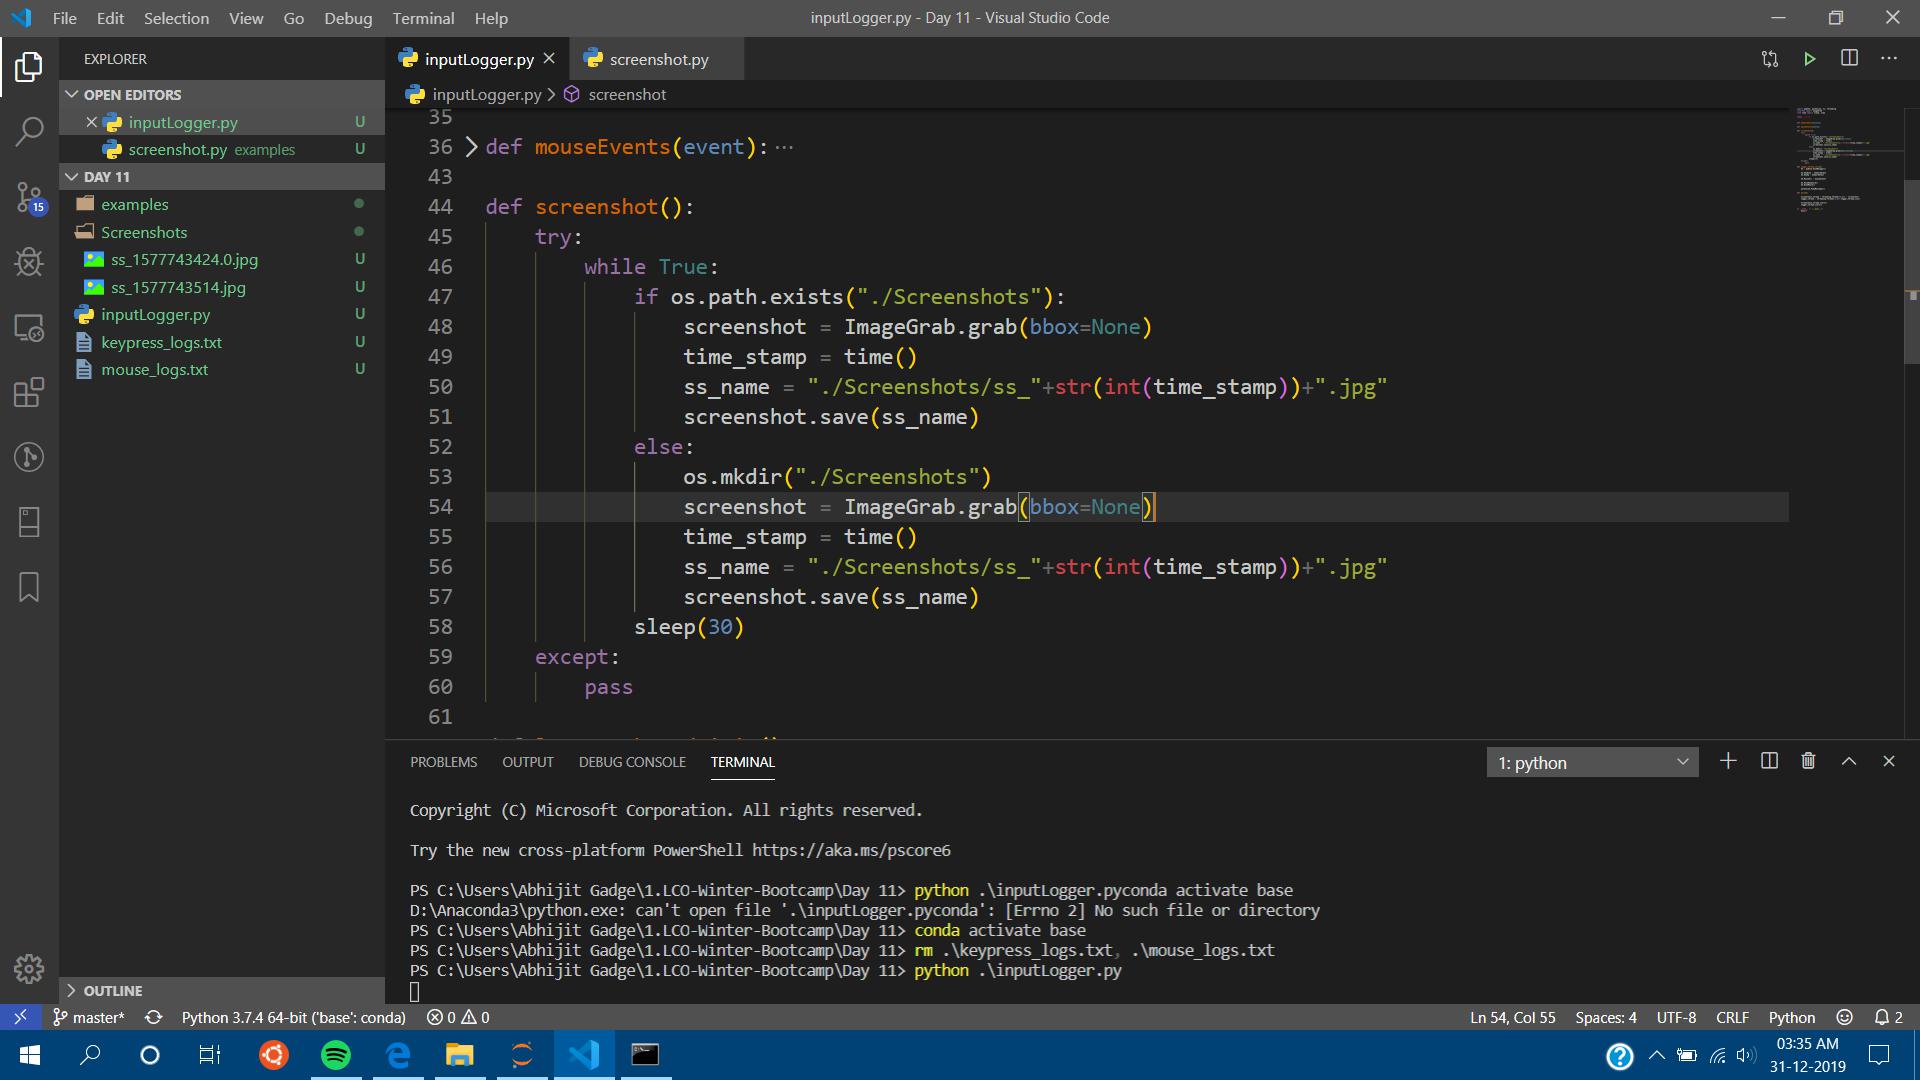 File Edit Selection View Go Debug Terminal Help
inputLogger.py - Day 11 - Visual Studio Code
EXPLORER
OPEN EDITORS
inputLogger.py U
screenshot.py examples U
DAY 11
examples
Screenshots
ss_1577743424.0.jpg U
ss_1577743514.jpg U
inputLogger.py U
keypress_logs.txt U
mouse_logs.txt U
15
OUTLINE
inputLogger.py
screenshot.py
inputLogger.py > screenshot
35
36 def mouseEvents(event):…
43
44 def screenshot():
45 try:
46 while True:
47 if os.path.exists("./Screenshots"):
48 screenshot = ImageGrab.grab(bbox=None)
49 time_stamp = time()
50 ss_name = "./Screenshots/ss_"+str(int(time_stamp))+".jpg"
51 screenshot.save(ss_name)
52 else:
53 os.mkdir("./Screenshots")
54 screenshot = ImageGrab.grab(bbox=None)
55 time_stamp = time()
56 ss_name = "./Screenshots/ss_"+str(int(time_stamp))+".jpg"
57 screenshot.save(ss_name)
58 sleep(30)
59 except:
60 pass
61
PROBLEMS OUTPUT DEBUG CONSOLE TERMINAL
1: python
Copyright (C) Microsoft Corporation. All rights reserved.
Try the new cross-platform PowerShell https://aka.ms/pscore6
PS C:\Users\Abhijit Gadge\1.LCO-Winter-Bootcamp\Day 11> python .\inputLogger.pyconda activate base
D:\Anaconda3\python.exe: can't open file '.\inputLogger.pyconda': [Errno 2] No such file or directory
PS C:\Users\Abhijit Gadge\1.LCO-Winter-Bootcamp\Day 11> conda activate base
PS C:\Users\Abhijit Gadge\1.LCO-Winter-Bootcamp\Day 11> rm .\keypress_logs.txt, .\mouse_logs.txt
PS C:\Users\Abhijit Gadge\1.LCO-Winter-Bootcamp\Day 11> python .\inputLogger.py
master* Python 3.7.4 64-bit ('base': conda) 0 0
Ln 54, Col 55 Spaces: 4 UTF-8 CRLF Python 2
03:35 AM
31-12-2019